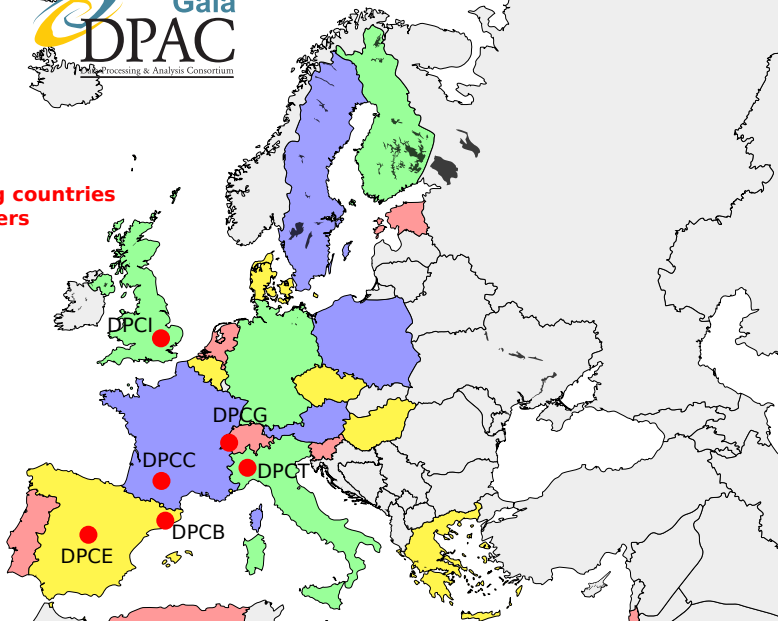 Gaia
DPAC
Data Processing & Analysis Consortium
g countries
ers
DPCI
DPCG
DPCC
DPCT
DPCB
DPCE